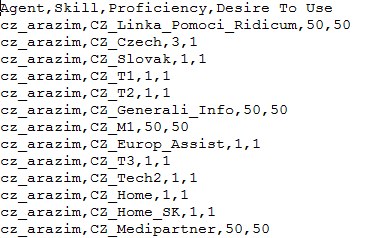 Agent,Skill,Proficiency,Desire To Use
cz_arazim,CZ_Linka_Pomoci_Ridicum,50,50
cz_arazim,CZ_Czech,3,1
cz_arazim,CZ_Slovak,1,1
cz_arazim,CZ_T1,1,1
cz_arazim,CZ_T2,1,1
cz_arazim,CZ_Generali_Info,50,50
cz_arazim,CZ_M1,50,50
cz_arazim,CZ_Europ_Assist,1,1
cz_arazim,CZ_T3,1,1
cz_arazim,CZ_Tech2,1,1
cz_arazim,CZ_Home,1,1
cz_arazim,CZ_Home_SK,1,1
cz_arazim,CZ_Medipartner,50,50